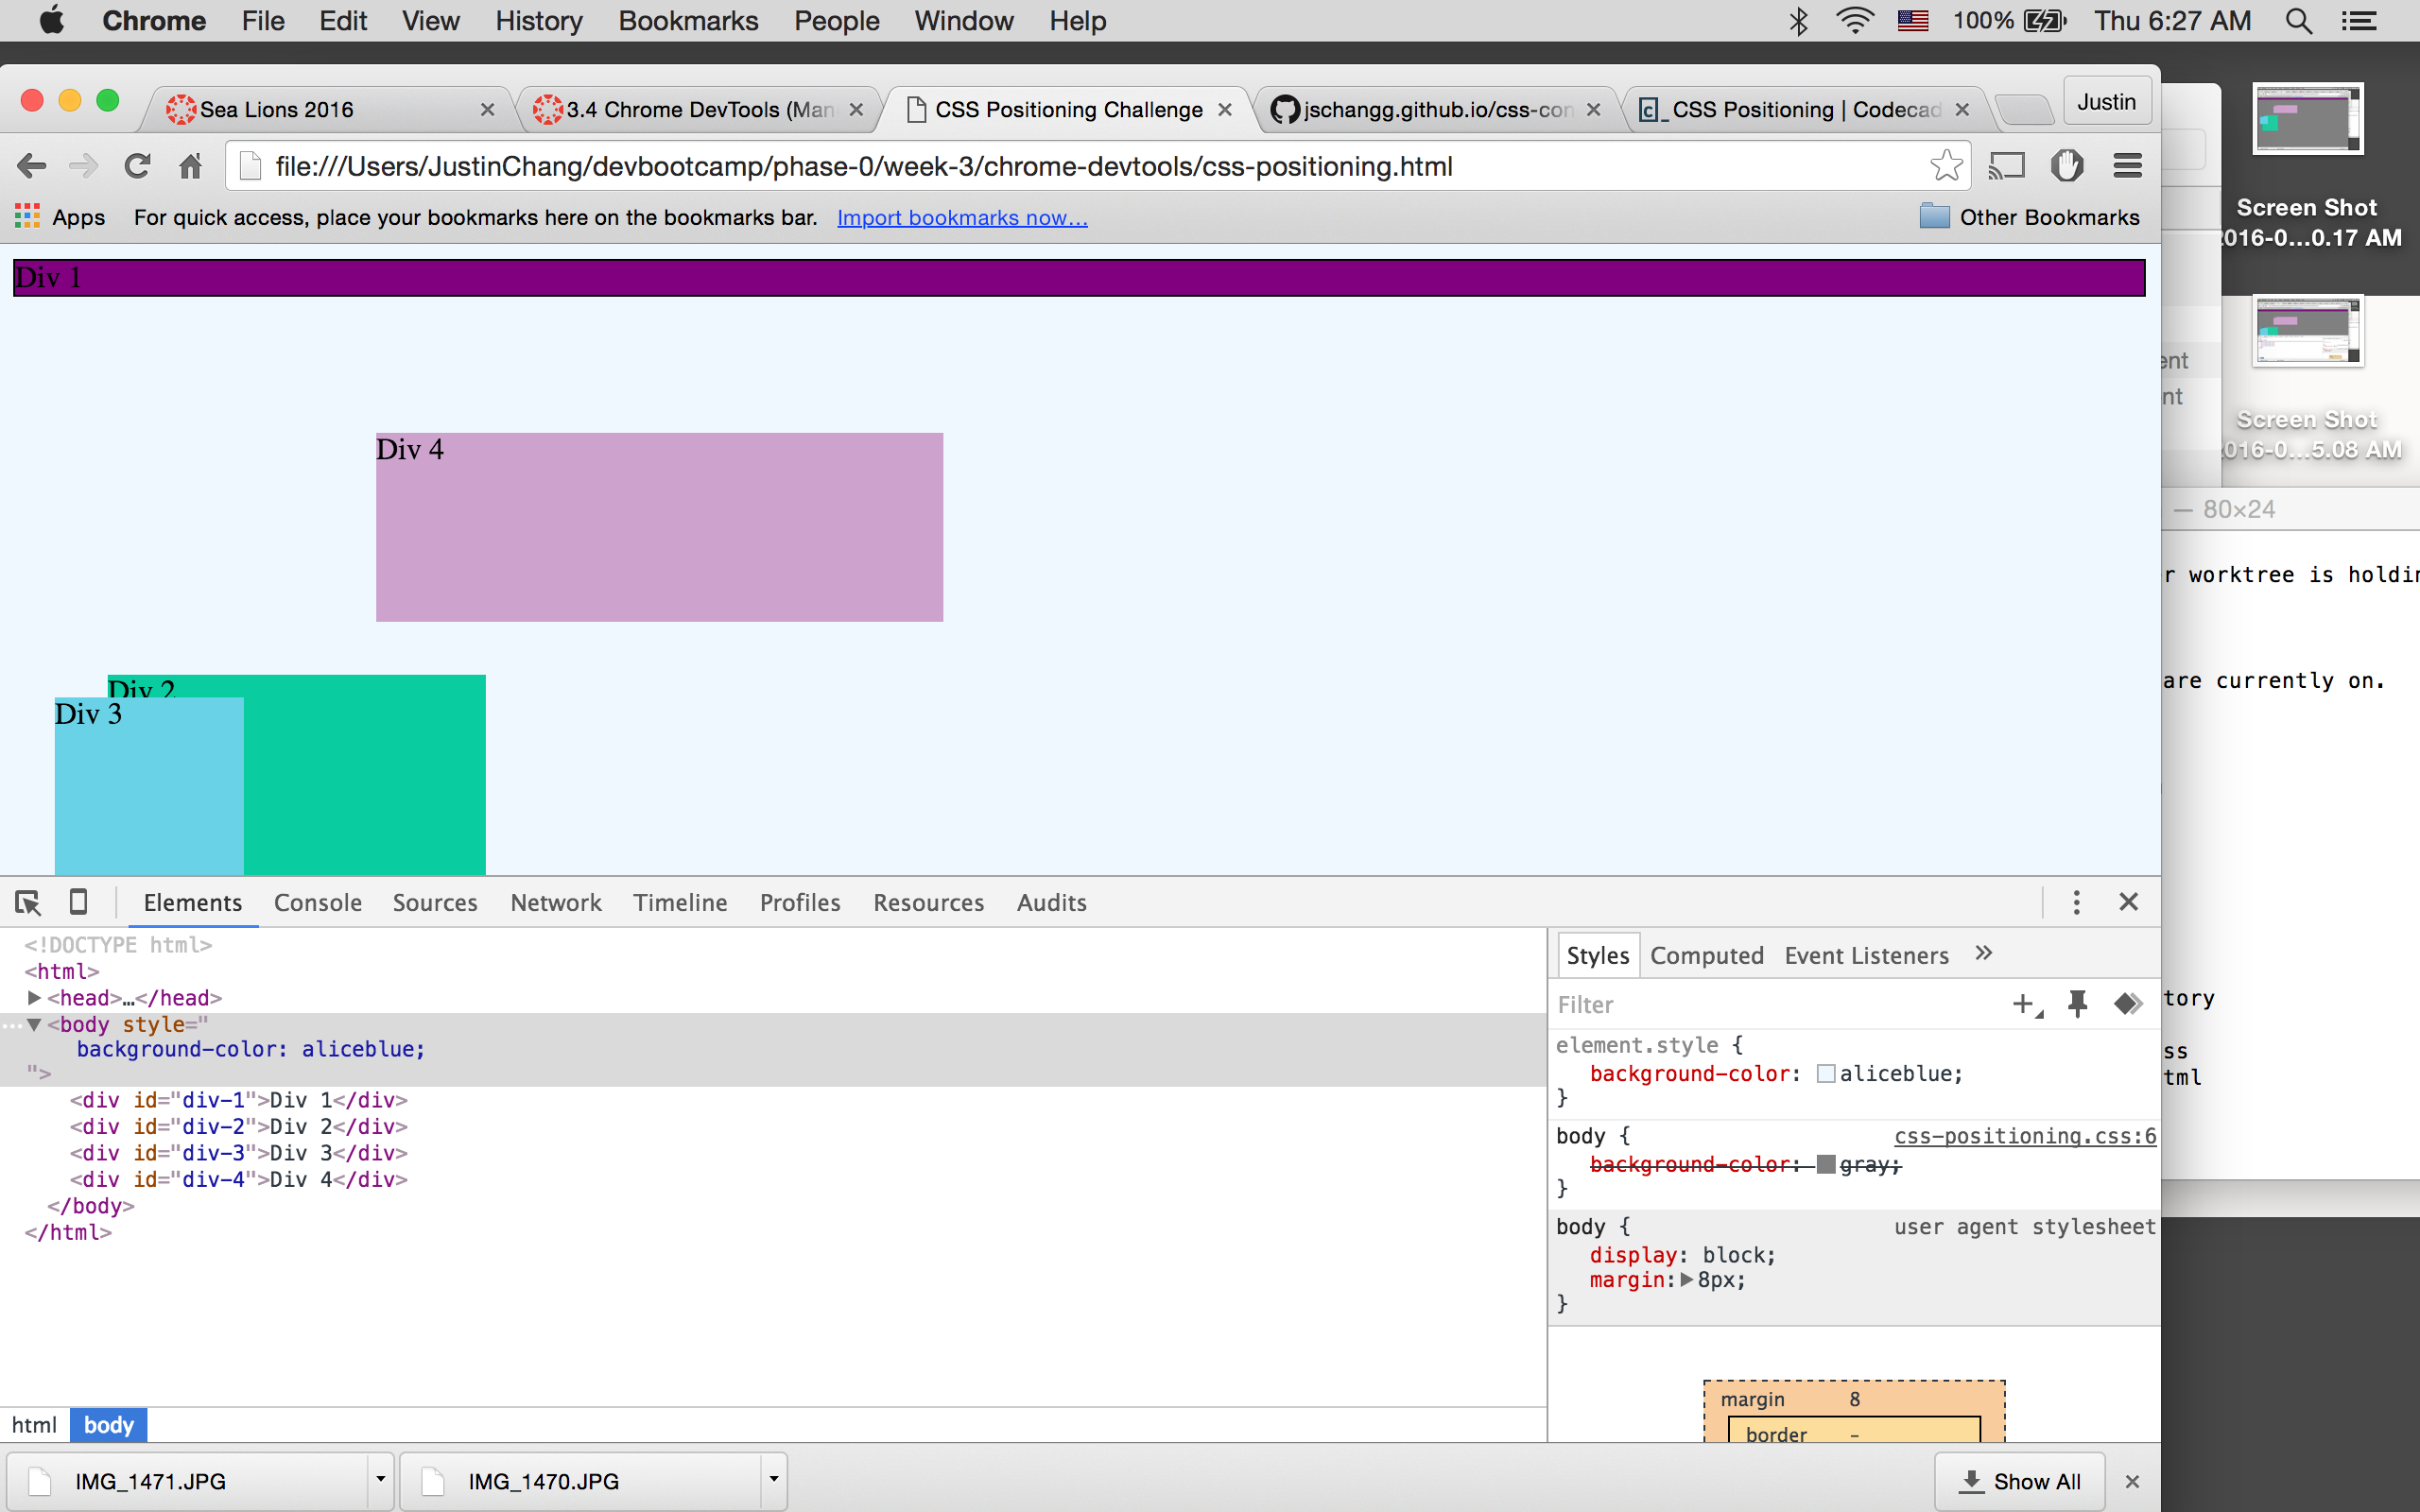 Chrome File Edit View History Bookmarks People Window Help 100% Thu 6:27 AM
Sea Lions 2016 3.4 Chrome DevTools (Man CSS Positioning Challenge jschangg.github.io/css-con CSS Positioning | Codecad Justin
file:///Users/JustinChang/devbootcamp/phase-0/week-3/chrome-devtools/css-positioning.html
Apps For quick access, place your bookmarks here on the bookmarks bar. Import bookmarks now... Other Bookmarks
Screen Shot
2016-0...0.17 AM
Screen Shot
2016-0...5.08 AM
ent
nt
— 80×24
r worktree is holdin
are currently on.
tory
ss
tml
Div 1
Div 4
Div 2
Div 3
Elements Console Sources Network Timeline Profiles Resources Audits
<!DOCTYPE html>
<html>
<head>…</head>
<body style="
background-color: aliceblue;
">
<div id="div-1">Div 1</div>
<div id="div-2">Div 2</div>
<div id="div-3">Div 3</div>
<div id="div-4">Div 4</div>
</body>
</html>
html body
Styles Computed Event Listeners »
Filter
element.style {
background-color: aliceblue;
}
body { css-positioning.css:6
background-color: gray;
}
body { user agent stylesheet
display: block;
margin: 8px;
}
margin 8
border -
IMG_1471.JPG IMG_1470.JPG Show All